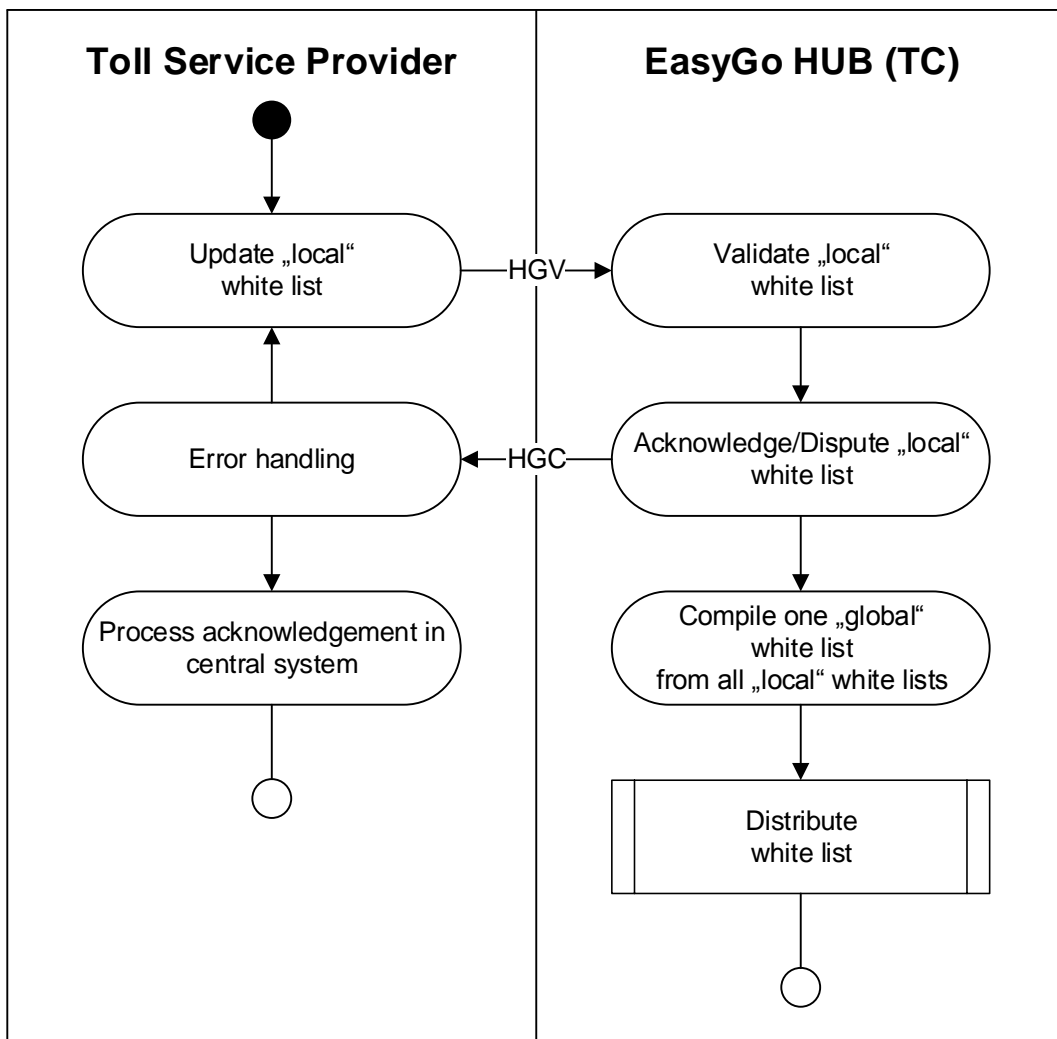 Toll Service Provider
EasyGo HUB (TC)
Update „local“
white list
HGV
Validate „local“
white list
Error handling
HGC
Acknowledge/Dispute „local“
white list
Process acknowledgement in
central system
Compile one „global“
white list
from all „local“ white lists
Distribute
white list